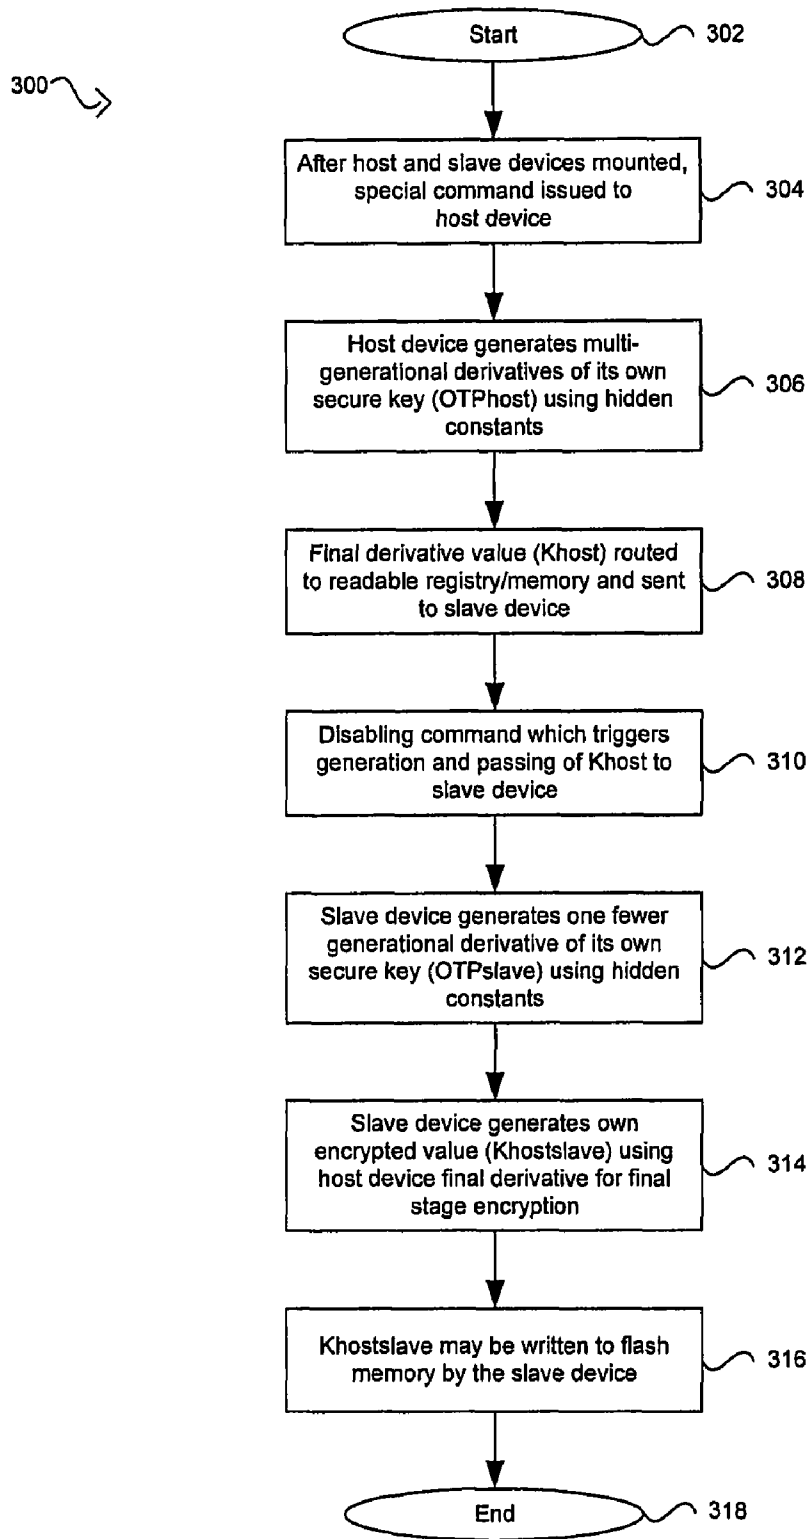 Start
302
300
After host and slave devices mounted,
special command issued to
host device
304
Host device generates multi-
generational derivatives of its own
secure key (OTPhost) using hidden
constants
306
Final derivative value (Khost) routed
to readable registry/memory and sent
to slave device
308
Disabling command which triggers
generation and passing of Khost to
slave device
310
Slave device generates one fewer
generational derivative of its own
secure key (OTPslave) using hidden
constants
312
Slave device generates own
encrypted value (Khostslave) using
host device final derivative for final
stage encryption
314
Khostslave may be written to flash
memory by the slave device
316
End
318